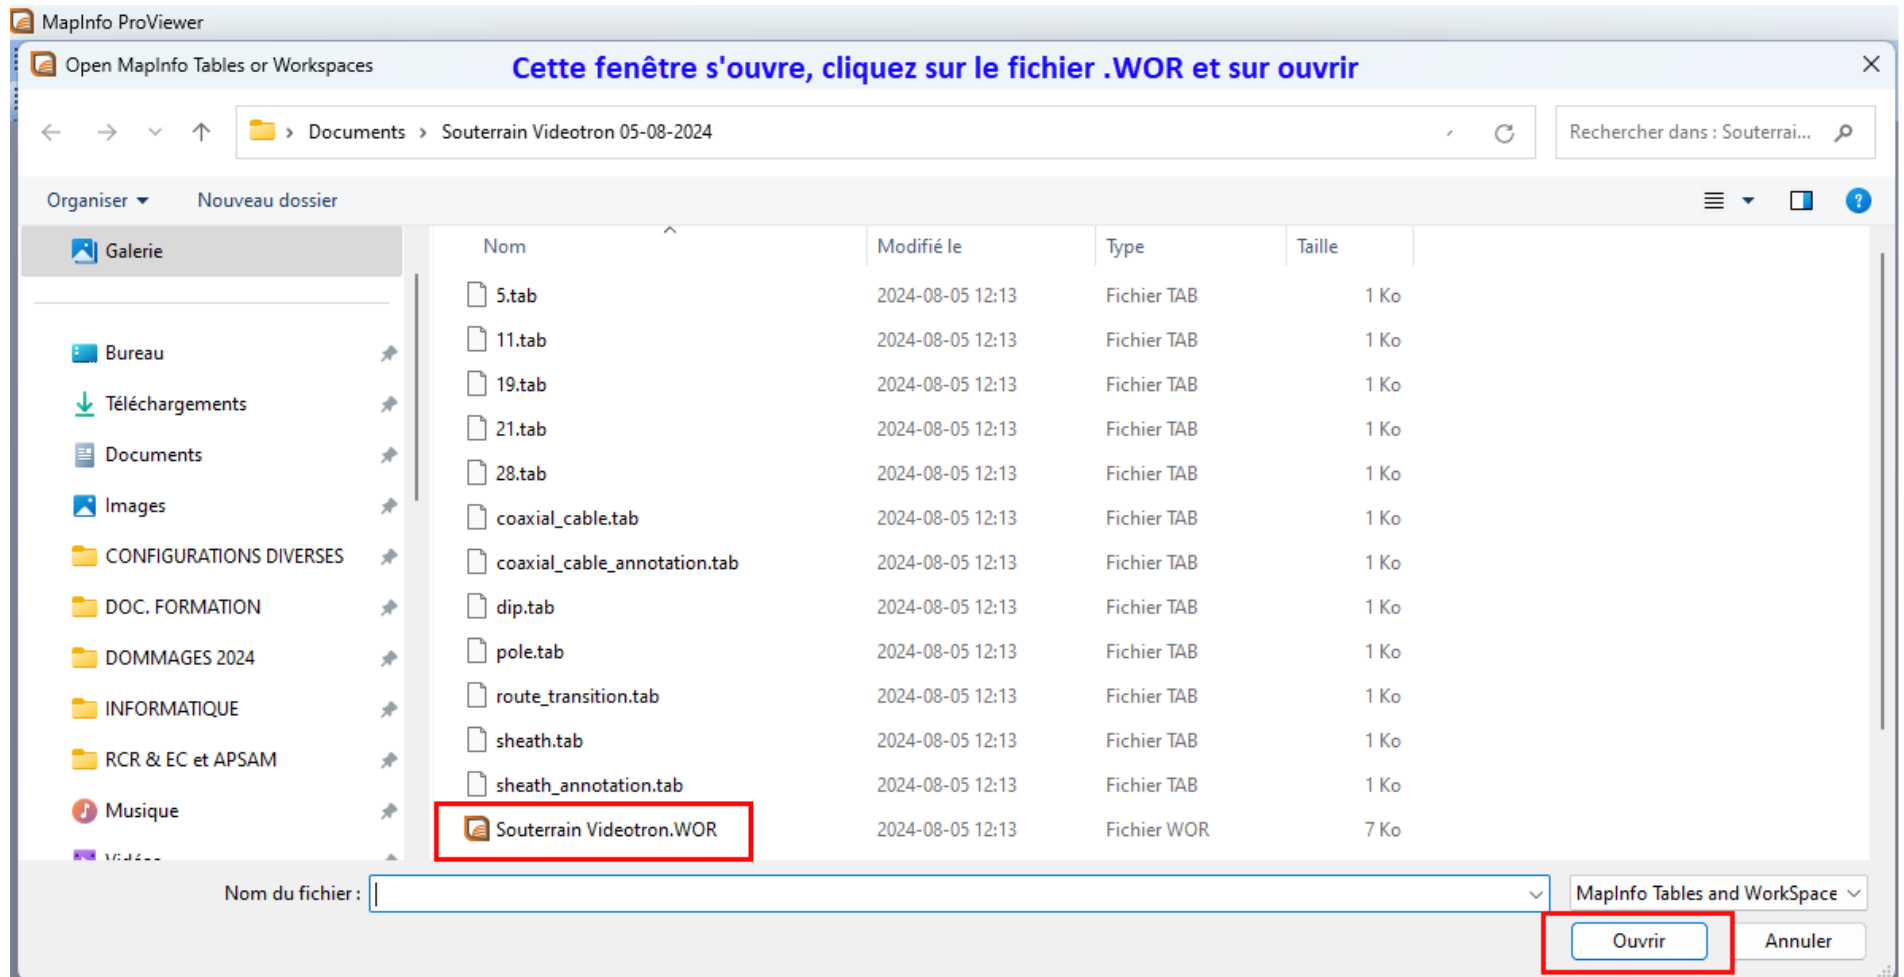 MapInfo ProViewer
Open MapInfo Tables or Workspaces
Cette fenêtre s'ouvre, cliquez sur le fichier .WOR et sur ouvrir
Documents
Souterrain Videotron 05-08-2024
Rechercher dans : Souterrai...
Organiser
Nouveau dossier
Galerie
Bureau
Téléchargements
Documents
Images
CONFIGURATIONS DIVERSES
DOC. FORMATION
DOMMAGES 2024
INFORMATIQUE
RCR & EC et APSAM
Musique
Nom Modifié le Type Taille
5.tab 2024-08-05 12:13 Fichier TAB 1 Ko
11.tab 2024-08-05 12:13 Fichier TAB 1 Ko
19.tab 2024-08-05 12:13 Fichier TAB 1 Ko
21.tab 2024-08-05 12:13 Fichier TAB 1 Ko
28.tab 2024-08-05 12:13 Fichier TAB 1 Ko
coaxial_cable.tab 2024-08-05 12:13 Fichier TAB 1 Ko
coaxial_cable_annotation.tab 2024-08-05 12:13 Fichier TAB 1 Ko
dip.tab 2024-08-05 12:13 Fichier TAB 1 Ko
pole.tab 2024-08-05 12:13 Fichier TAB 1 Ko
route_transition.tab 2024-08-05 12:13 Fichier TAB 1 Ko
sheath.tab 2024-08-05 12:13 Fichier TAB 1 Ko
sheath_annotation.tab 2024-08-05 12:13 Fichier TAB 1 Ko
Souterrain Videotron.WOR 2024-08-05 12:13 Fichier WOR 7 Ko
Nom du fichier :
MapInfo Tables and WorkSpace
Ouvrir
Annuler